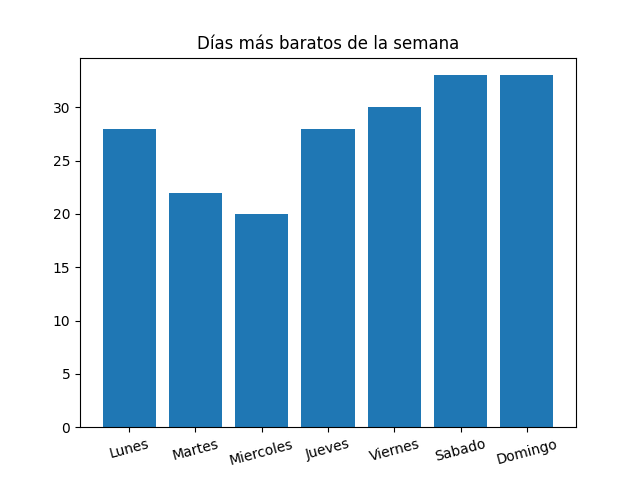 Días más baratos de la semana
30
25
20
15
10
5
0
Lunes
Martes
Miercoles
Jueves
Viernes
Sabado
Domingo